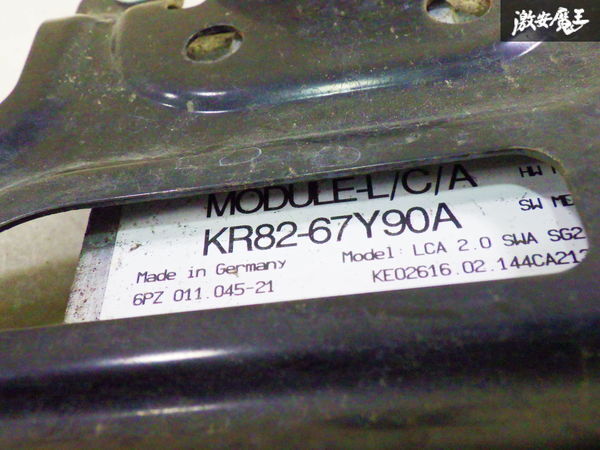 激安魔王
MODULE-L/C/A
KR82-67Y90A
SW
Made in Germany
Model: LCA 2.0 SWA SG2
6PZ 011.045-21
KE02616.02.144CA212